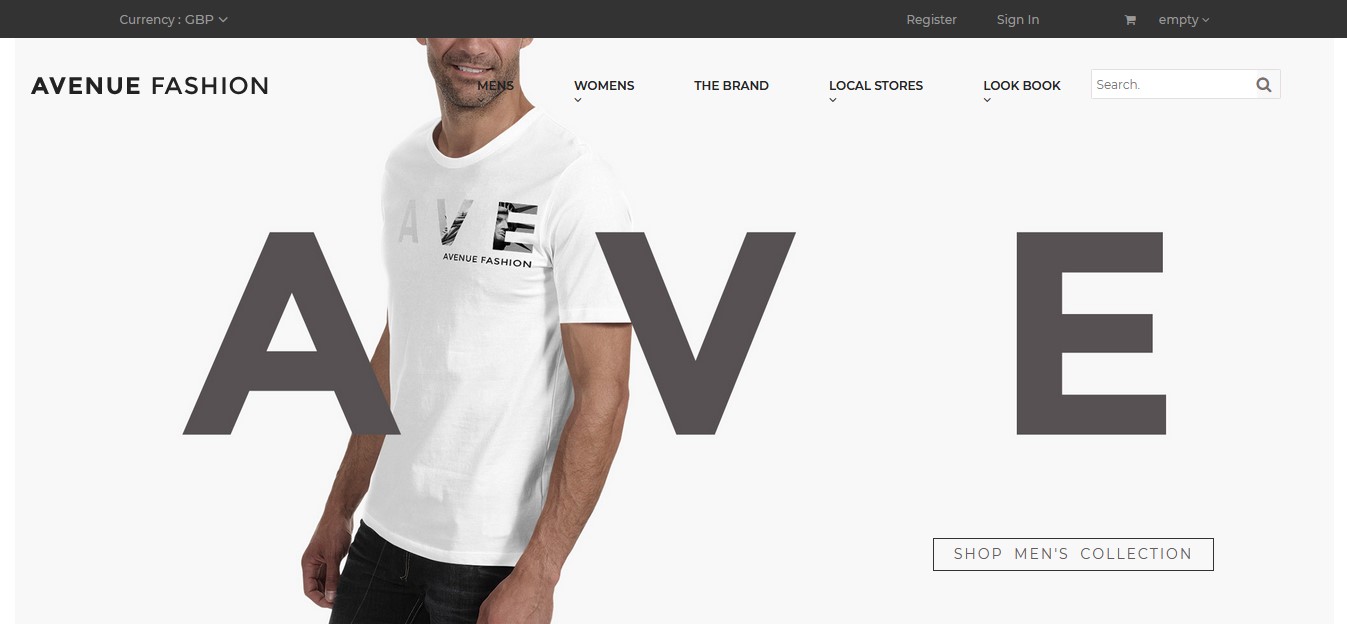 Currency : GBP
Register
Sign In
empty
AVENUE FASHION
MENS
WOMENS
THE BRAND
LOCAL STORES
LOOK BOOK
Search.
AVE
AVENUE FASHION
A V E
SHOP MEN'S COLLECTION